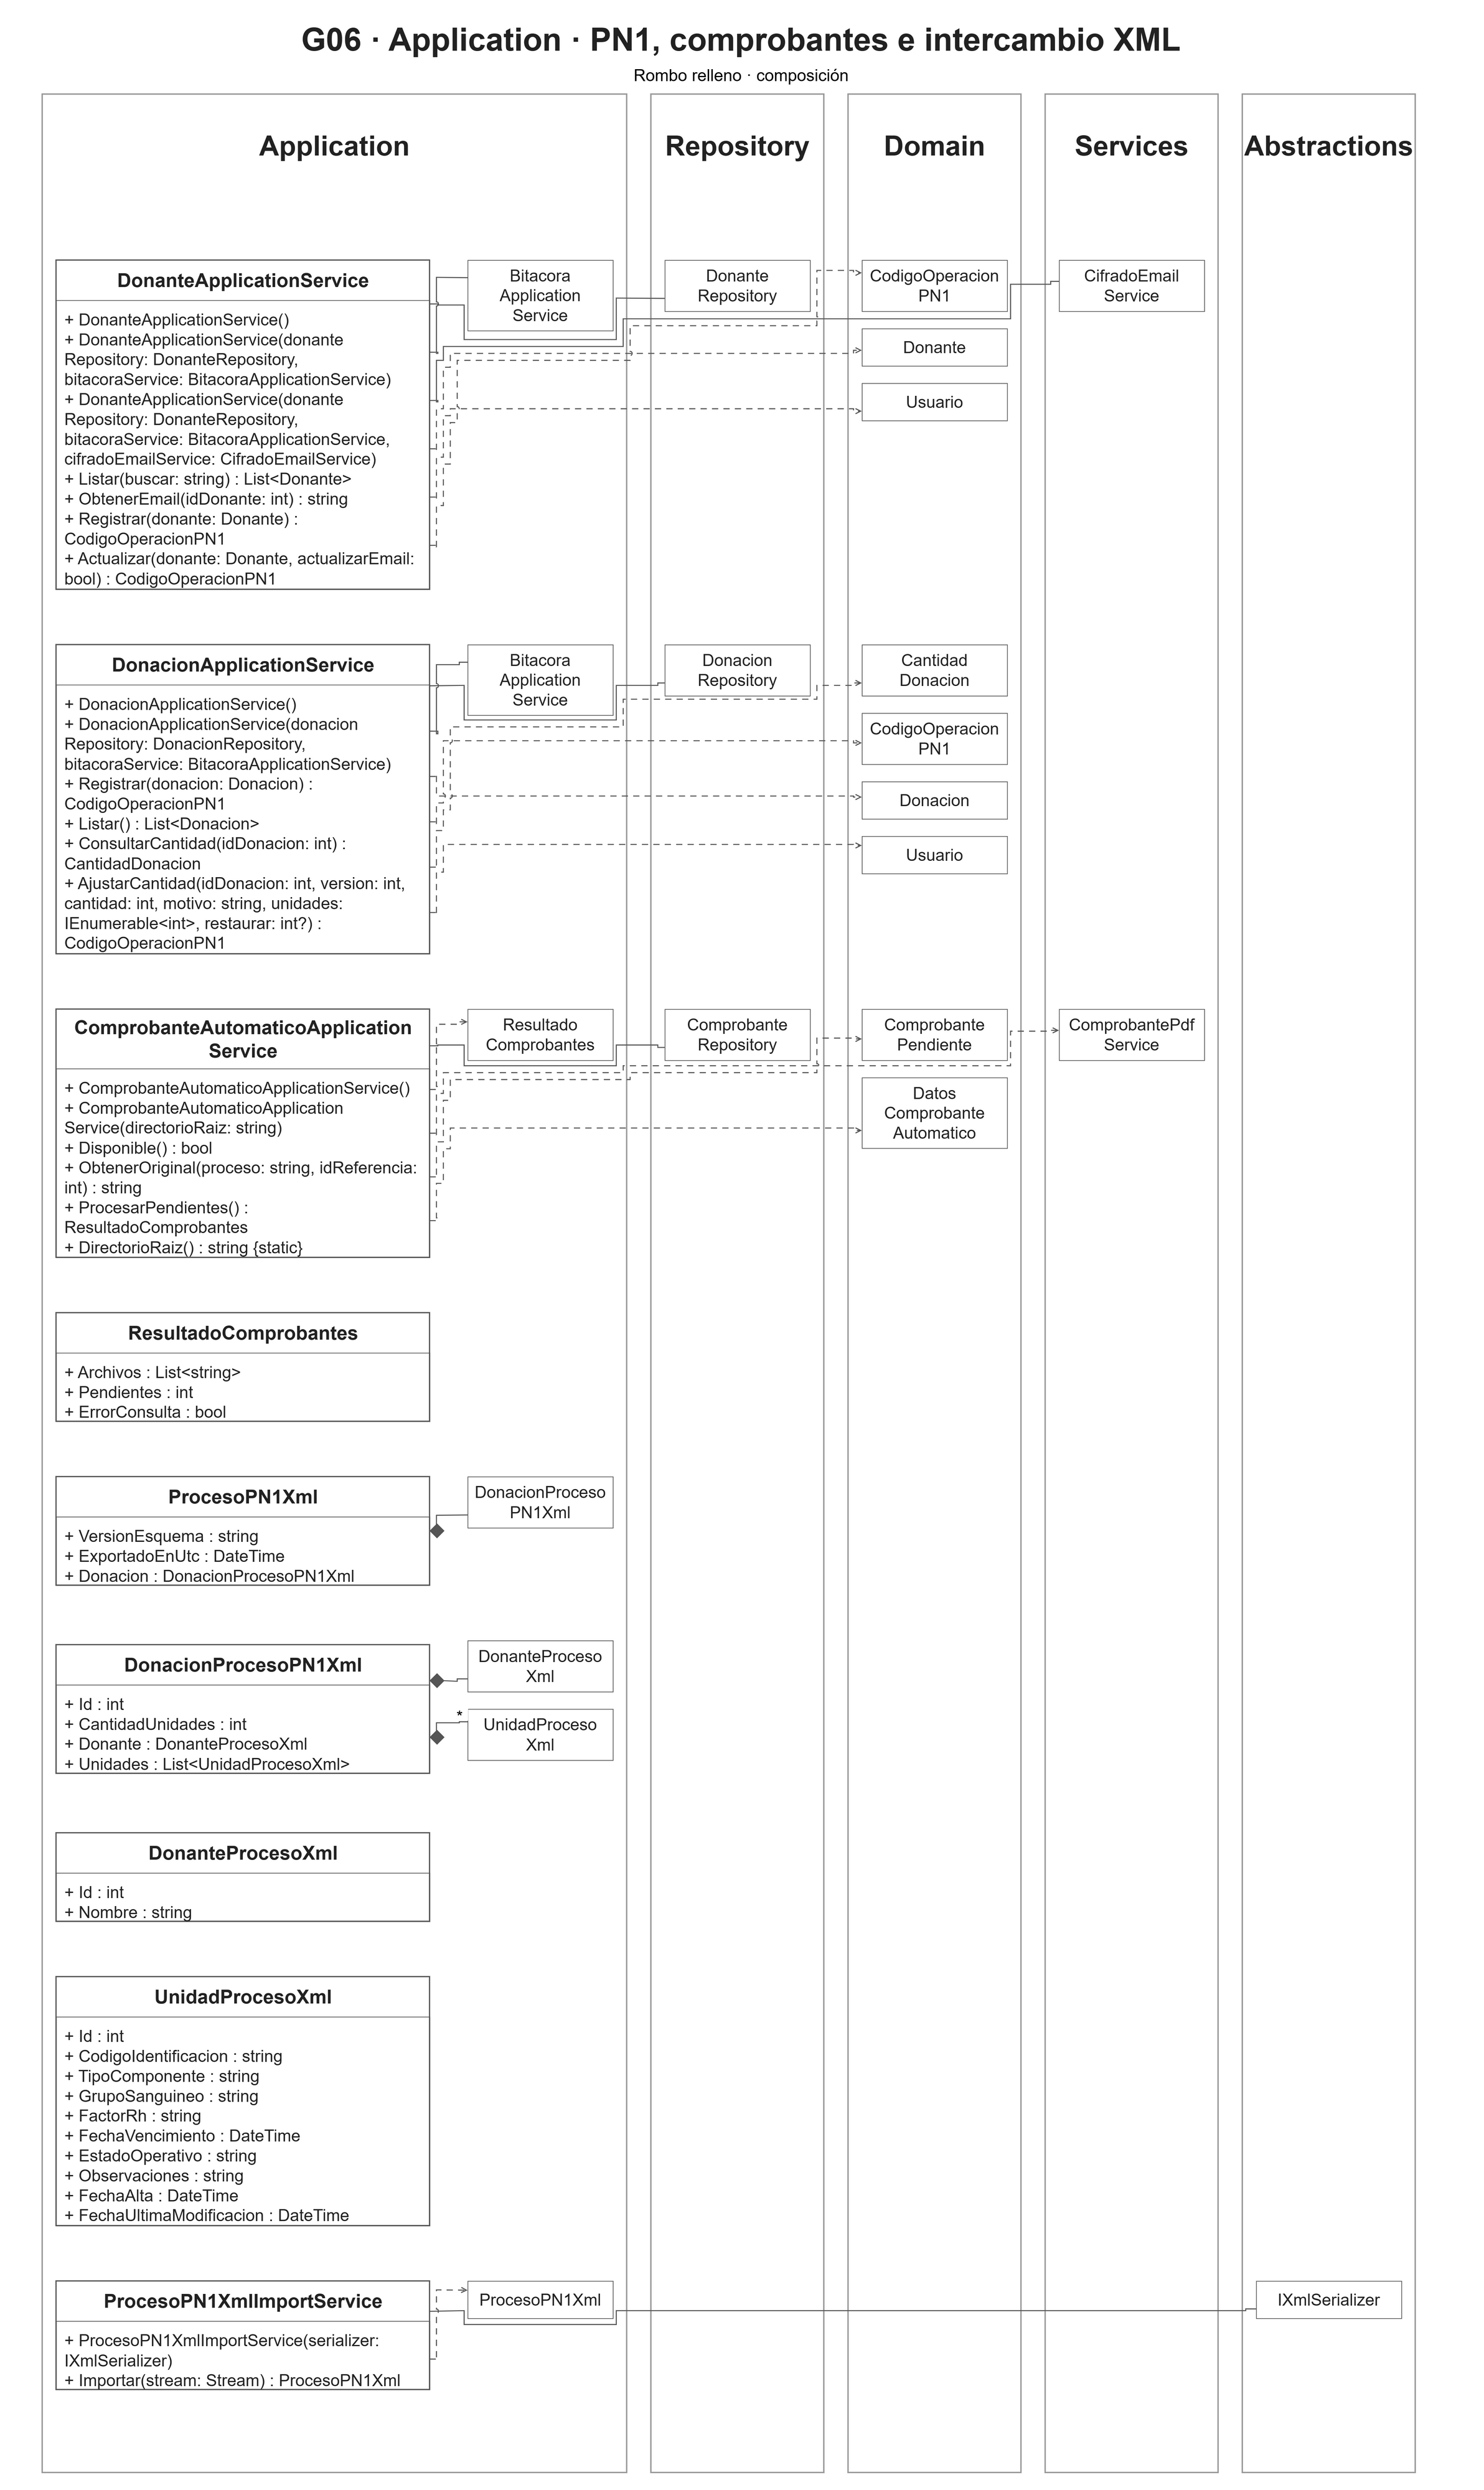 G06 · Application · PN1, comprobantes e intercambio XML
Rombo relleno · composición
Application
Repository
Domain
Services
Abstractions
DonanteApplicationService
+ DonanteApplicationService()
+ DonanteApplicationService(donante
Repository: DonanteRepository,
bitacoraService: BitacoraApplicationService)
+ DonanteApplicationService(donante
Repository: DonanteRepository,
bitacoraService: BitacoraApplicationService,
cifradoEmailService: CifradoEmailService)
+ Listar(buscar: string) : List<Donante>
+ ObtenerEmail(idDonante: int) : string
+ Registrar(donante: Donante) :
CodigoOperacionPN1
+ Actualizar(donante: Donante, actualizarEmail:
bool) : CodigoOperacionPN1
Bitacora
Application
Service
Donante
Repository
CodigoOperacion
PN1
Donante
Usuario
CifradoEmail
Service
DonacionApplicationService
+ DonacionApplicationService()
+ DonacionApplicationService(donacion
Repository: DonacionRepository,
bitacoraService: BitacoraApplicationService)
+ Registrar(donacion: Donacion) :
CodigoOperacionPN1
+ Listar() : List<Donacion>
+ ConsultarCantidad(idDonacion: int) :
CantidadDonacion
+ AjustarCantidad(idDonacion: int, version: int,
cantidad: int, motivo: string, unidades:
IEnumerable<int>, restaurar: int?) :
CodigoOperacionPN1
Bitacora
Application
Service
Donacion
Repository
Cantidad
Donacion
CodigoOperacion
PN1
Donacion
Usuario
ComprobanteAutomaticoApplication
Service
+ ComprobanteAutomaticoApplicationService()
+ ComprobanteAutomaticoApplication
Service(directorioRaiz: string)
+ Disponible() : bool
+ ObtenerOriginal(proceso: string, idReferencia:
int) : string
+ ProcesarPendientes() :
ResultadoComprobantes
+ DirectorioRaiz() : string {static}
Resultado
Comprobantes
Comprobante
Repository
Comprobante
Pendiente
Datos
Comprobante
Automatico
ComprobantePdf
Service
ResultadoComprobantes
+ Archivos : List<string>
+ Pendientes : int
+ ErrorConsulta : bool
ProcesoPN1Xml
+ VersionEsquema : string
+ ExportadoEnUtc : DateTime
+ Donacion : DonacionProcesoPN1Xml
DonacionProceso
PN1Xml
DonacionProcesoPN1Xml
+ Id : int
+ CantidadUnidades : int
+ Donante : DonanteProcesoXml
+ Unidades : List<UnidadProcesoXml>
DonanteProceso
Xml
*
UnidadProceso
Xml
DonanteProcesoXml
+ Id : int
+ Nombre : string
UnidadProcesoXml
+ Id : int
+ CodigoIdentificacion : string
+ TipoComponente : string
+ GrupoSanguineo : string
+ FactorRh : string
+ FechaVencimiento : DateTime
+ EstadoOperativo : string
+ Observaciones : string
+ FechaAlta : DateTime
+ FechaUltimaModificacion : DateTime
ProcesoPN1XmlImportService
+ ProcesoPN1XmlImportService(serializer:
IXmlSerializer)
+ Importar(stream: Stream) : ProcesoPN1Xml
ProcesoPN1Xml
IXmlSerializer